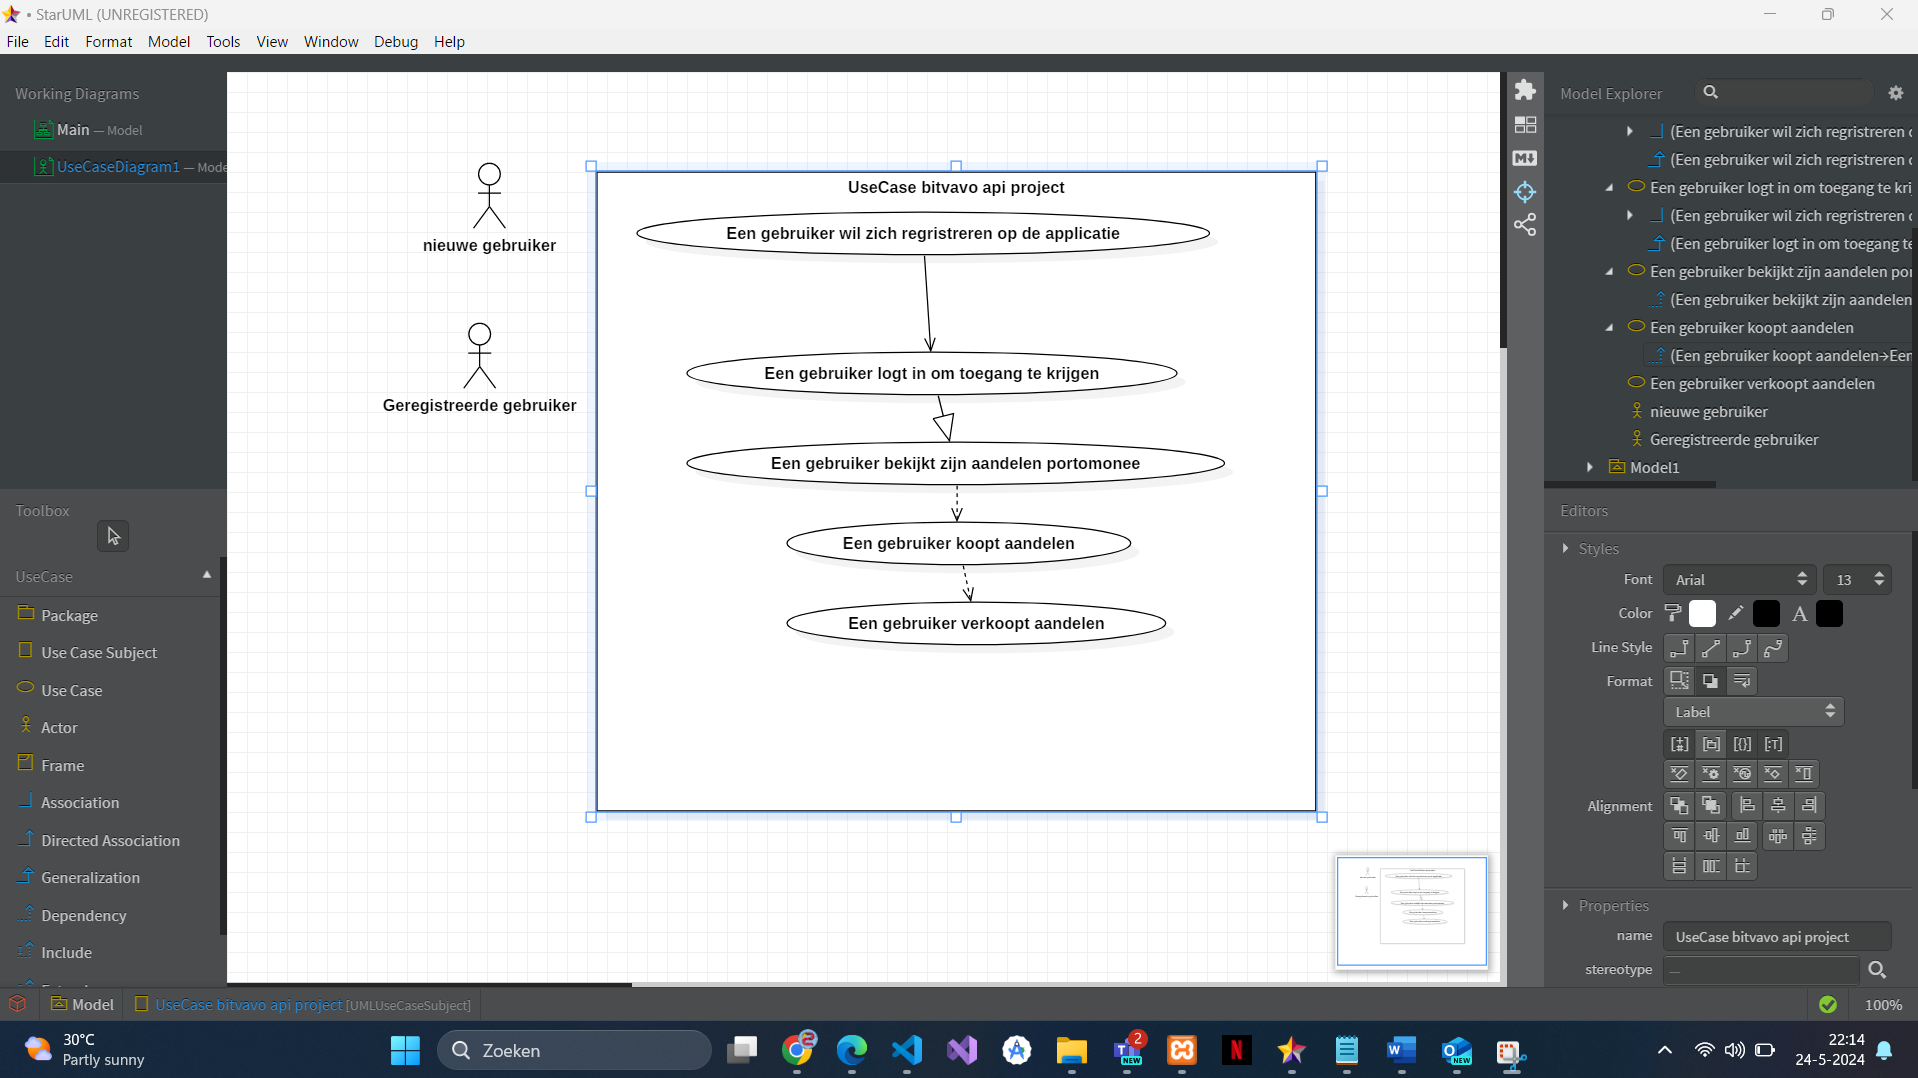 StarUML (UNREGISTERED)
File Edit Format Model Tools View Window Debug Help
Working Diagrams
Main — Model
UseCaseDiagram1 — Mode
nieuwe gebruiker
Geregistreerde gebruiker
UseCase bitvavo api project
Een gebruiker wil zich regristreren op de applicatie
Een gebruiker logt in om toegang te krijgen
Een gebruiker bekijkt zijn aandelen portomonee
Een gebruiker koopt aandelen
Een gebruiker verkoopt aandelen
Toolbox
UseCase
Package
Use Case Subject
Use Case
Actor
Frame
Association
Directed Association
Generalization
Dependency
Include
Model Explorer
(Een gebruiker wil zich regristreren
(Een gebruiker wil zich regristreren
Een gebruiker logt in om toegang te kri
(Een gebruiker wil zich regristreren
(Een gebruiker logt in om toegang te
Een gebruiker bekijkt zijn aandelen por
(Een gebruiker bekijkt zijn aandelen
Een gebruiker koopt aandelen
(Een gebruiker koopt aandelen→Een
Een gebruiker verkoopt aandelen
nieuwe gebruiker
Geregistreerde gebruiker
Model1
Editors
Styles
Font Arial 13
Color
Line Style
Format
Label
Alignment
Properties
name UseCase bitvavo api project
stereotype —
Model UseCase bitvavo api project [UMLUseCaseSubject]
100%
30°C
Partly sunny
Zoeken
22:14
24-5-2024